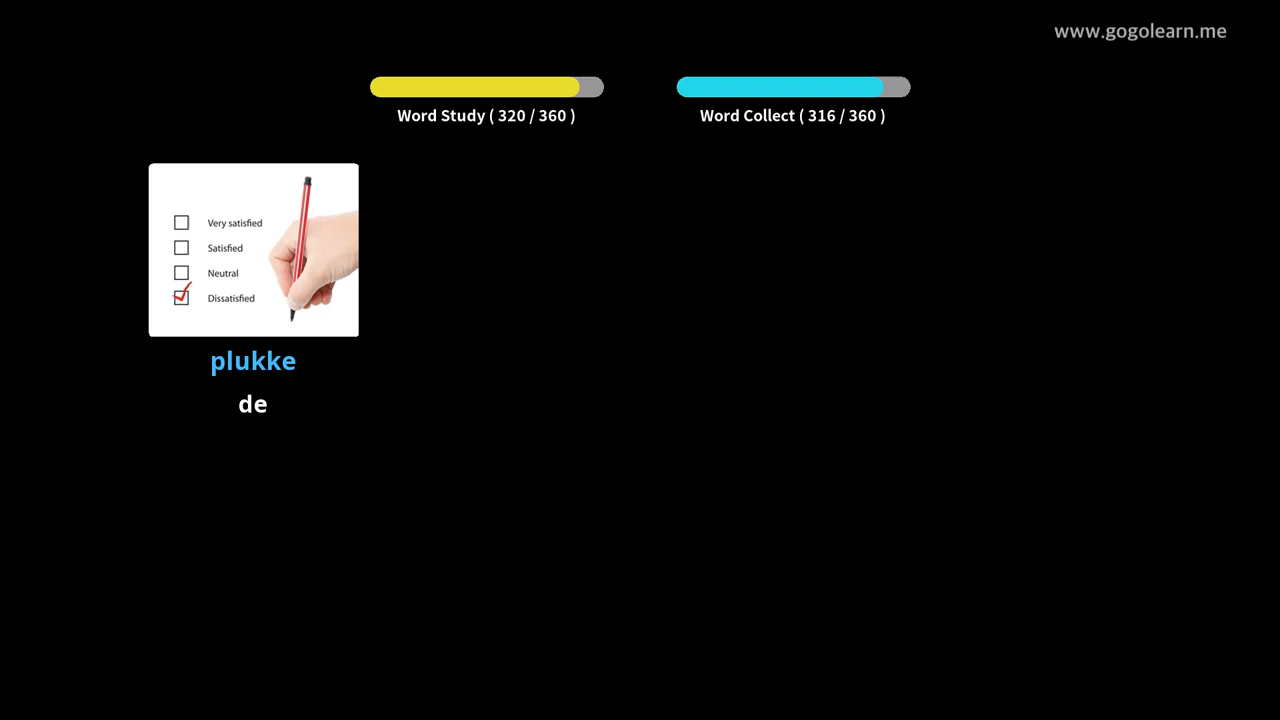 www.gogolearn.me
Word Study ( 320 / 360 )
Word Collect ( 316 / 360 )
Very satisfied
Satisfied
Neutral
Dissatisfied
plukke
de